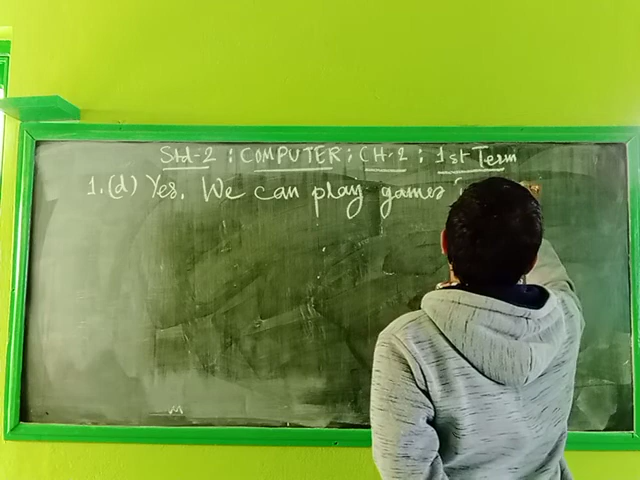 Std-2 : COMPUTER : CH-2 : 1st Term
1.(d) Yes. We can play games